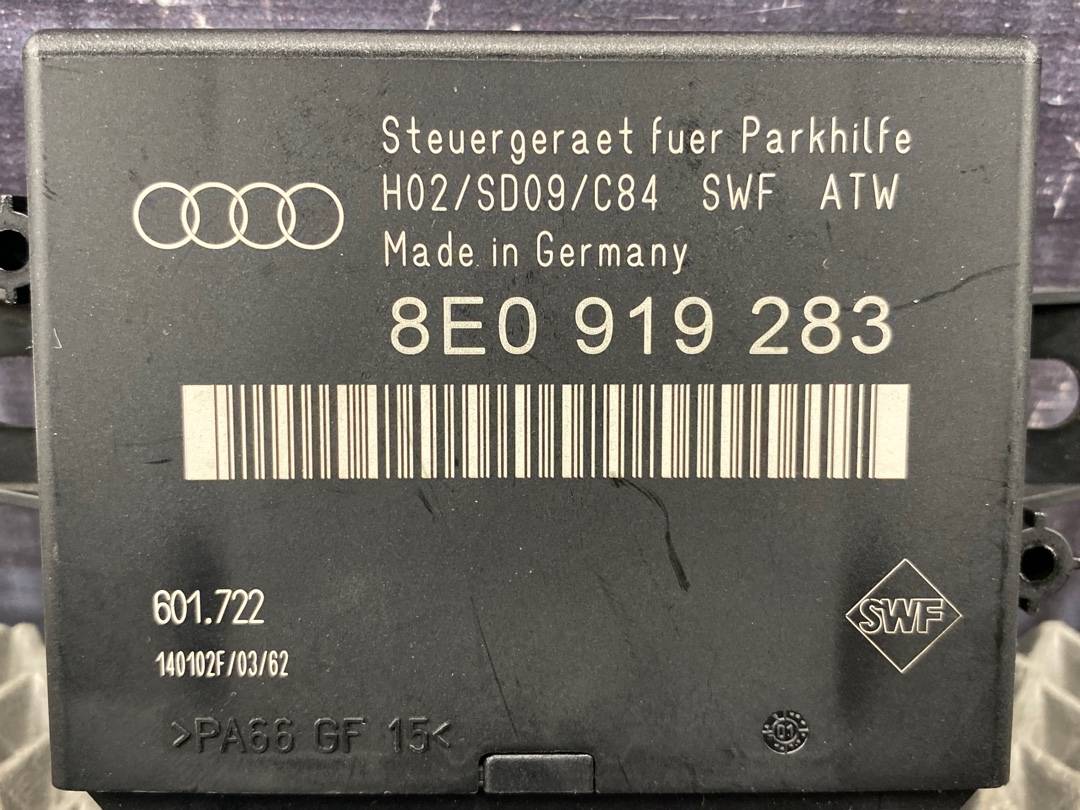 Steuergeraet fuer Parkhilfe
H02/SD09/C84 SWF ATW
Made in Germany
8E0 919 283
601.722
140102F/03/62
SWF
>PA66 GF 15<
01